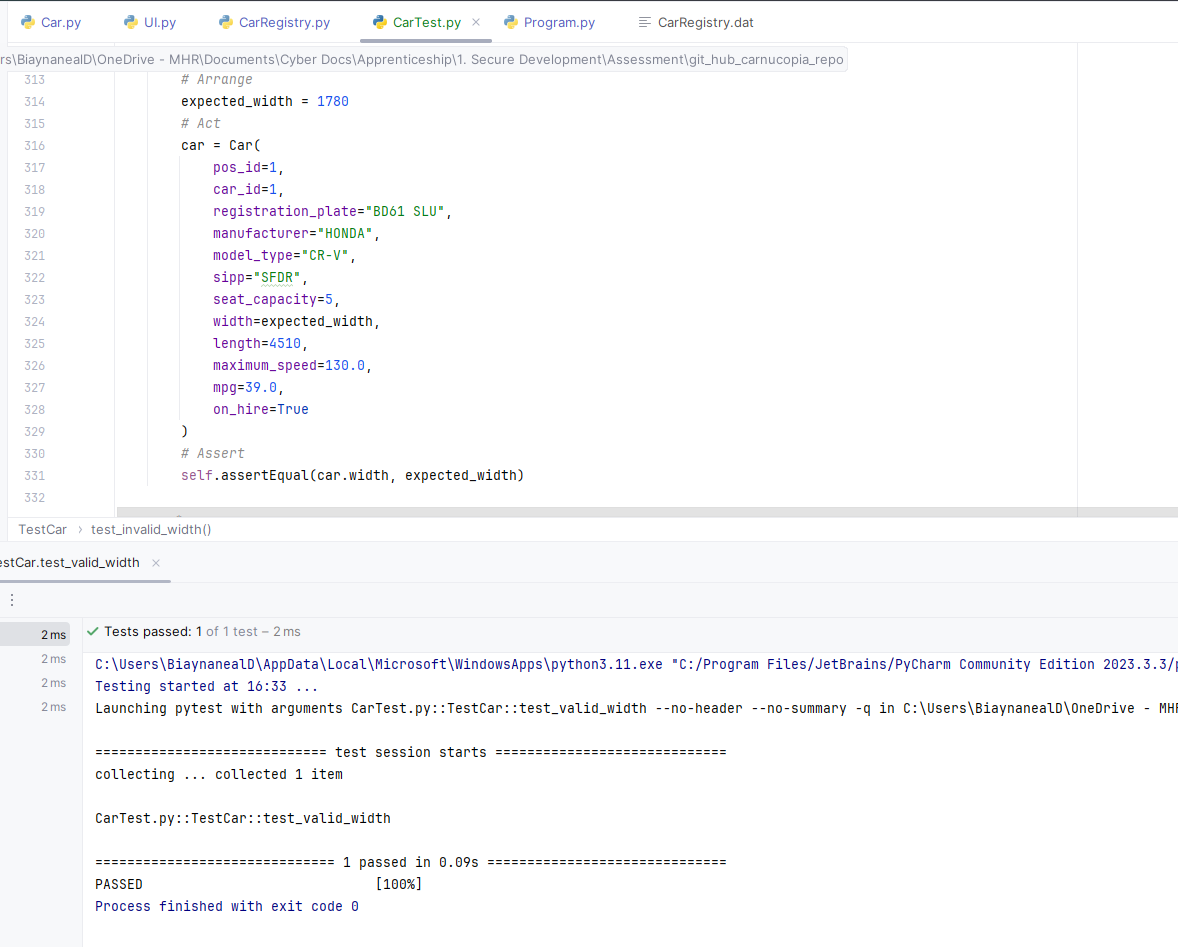 Car.py UI.py CarRegistry.py CarTest.py × Program.py CarRegistry.dat
rs\BiaynanealD\OneDrive - MHR\Documents\Cyber Docs\Apprenticeship\1. Secure Development\Assessment\git_hub_carnucopia_repo
313 # Arrange
314 expected_width = 1780
315 # Act
316 car = Car(
317 pos_id=1,
318 car_id=1,
319 registration_plate="BD61 SLU",
320 manufacturer="HONDA",
321 model_type="CR-V",
322 sipp="SFDR",
323 seat_capacity=5,
324 width=expected_width,
325 length=4510,
326 maximum_speed=130.0,
327 mpg=39.0,
328 on_hire=True
329 )
330 # Assert
331 self.assertEqual(car.width, expected_width)
332
TestCar › test_invalid_width()
estCar.test_valid_width ×
2 ms ✓ Tests passed: 1 of 1 test – 2 ms
2 ms
2 ms
2 ms
C:\Users\BiaynanealD\AppData\Local\Microsoft\WindowsApps\python3.11.exe "C:/Program Files/JetBrains/PyCharm Community Edition 2023.3.3/p
Testing started at 16:33 ...
Launching pytest with arguments CarTest.py::TestCar::test_valid_width --no-header --no-summary -q in C:\Users\BiaynanealD\OneDrive - MHR
============================= test session starts =============================
collecting ... collected 1 item
CarTest.py::TestCar::test_valid_width
============================== 1 passed in 0.09s ==============================
PASSED [100%]
Process finished with exit code 0